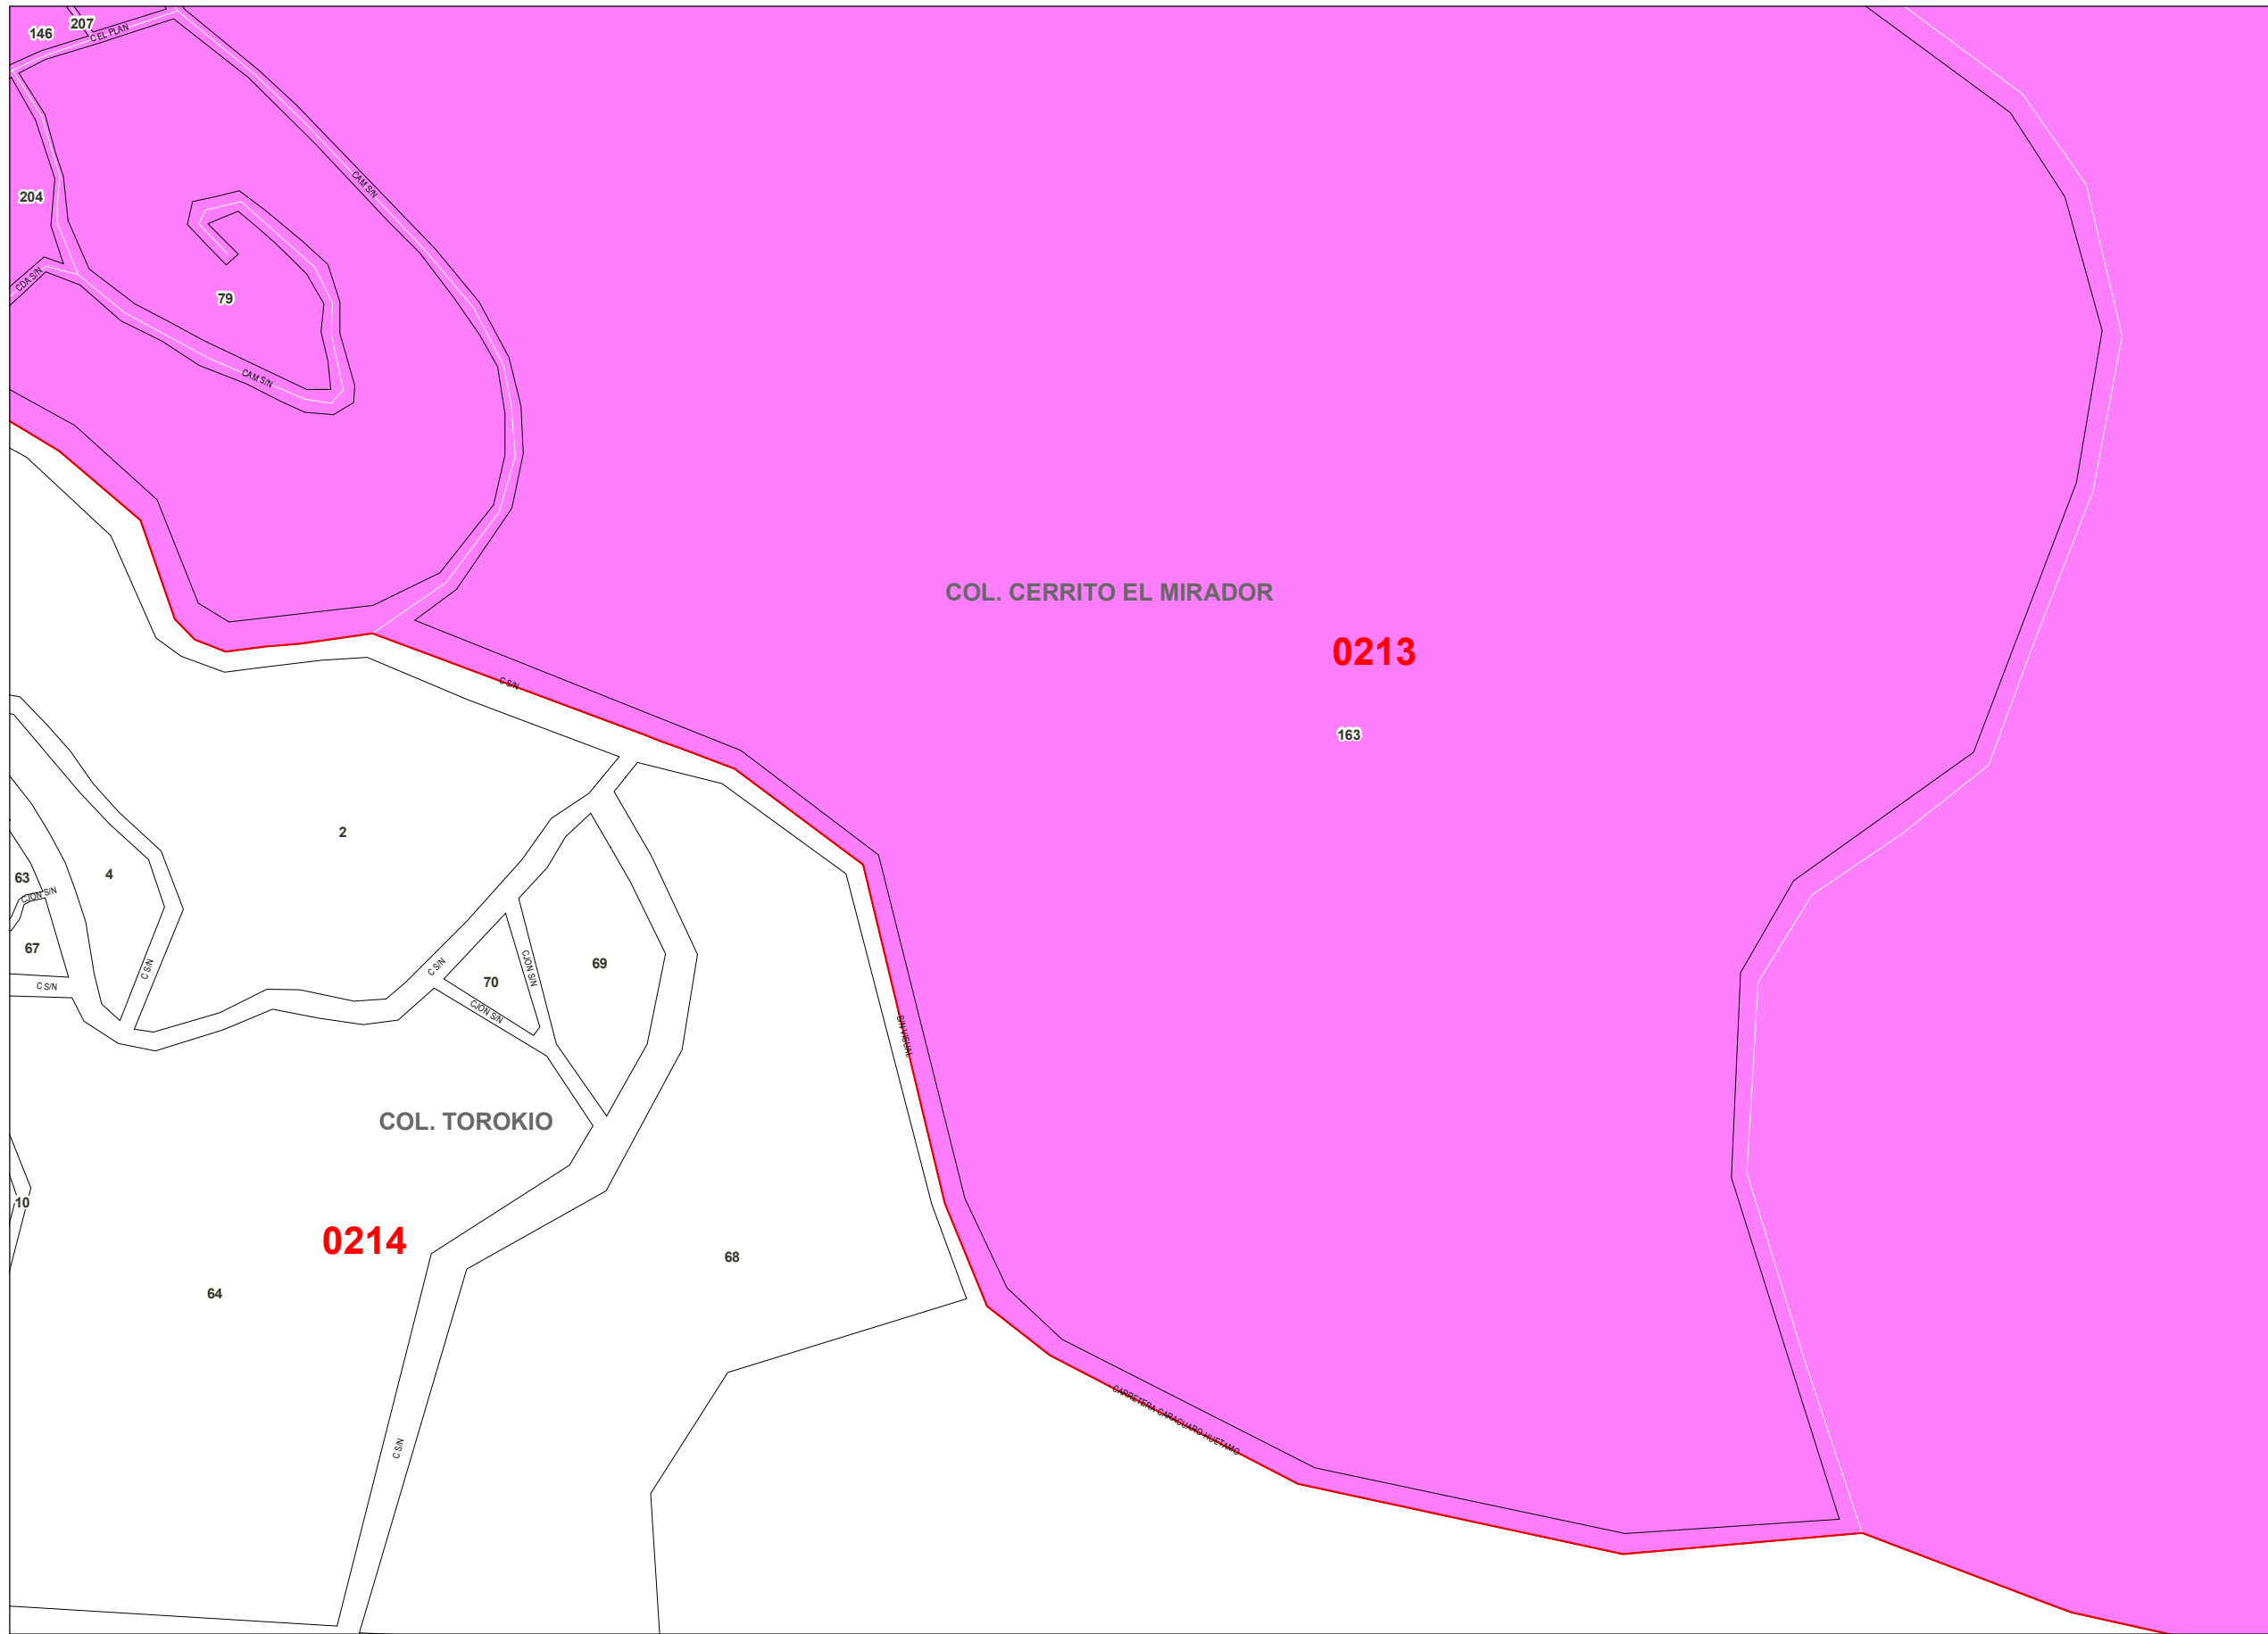 207
146
C EL PLAN
CAM S/N
204
CDA S/N
79
CAM S/N
COL. CERRITO EL MIRADOR
0213
C S/N
163
2
4
63
CJON S/N
67
C S/N
C S/N
C S/N
70
CJON S/N
CJON S/N
69
S/N VISUAL
COL. TOROKIO
10
0214
68
64
CARRETERA CARACUARO-HUETAMO
C S/N